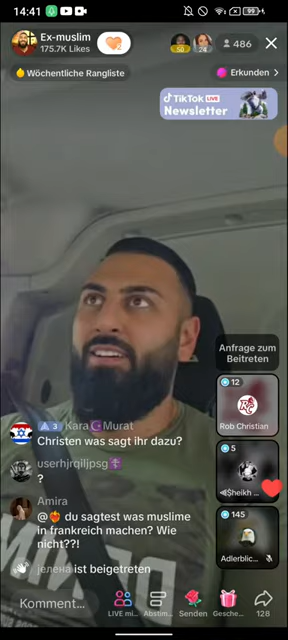 14:41
99
Ex-muslim
175.7K Likes
50
24
486
Wöchentliche Rangliste
Erkunden
TikTok LIVE
Newsletter
Anfrage zum
Beitreten
12
Rob Christian
5
Sheikh ...
145
Adlerblic...
3 Kara Murat
Christen was sagt ihr dazu?
userhjrqiljpsg
?
Amira
@❤️‍🔥 du sagtest was muslime
in frankreich machen? Wie
nicht??!
јелена ist beigetreten
Komment...
LIVE mi...
Abstim...
Senden
Gesche...
128